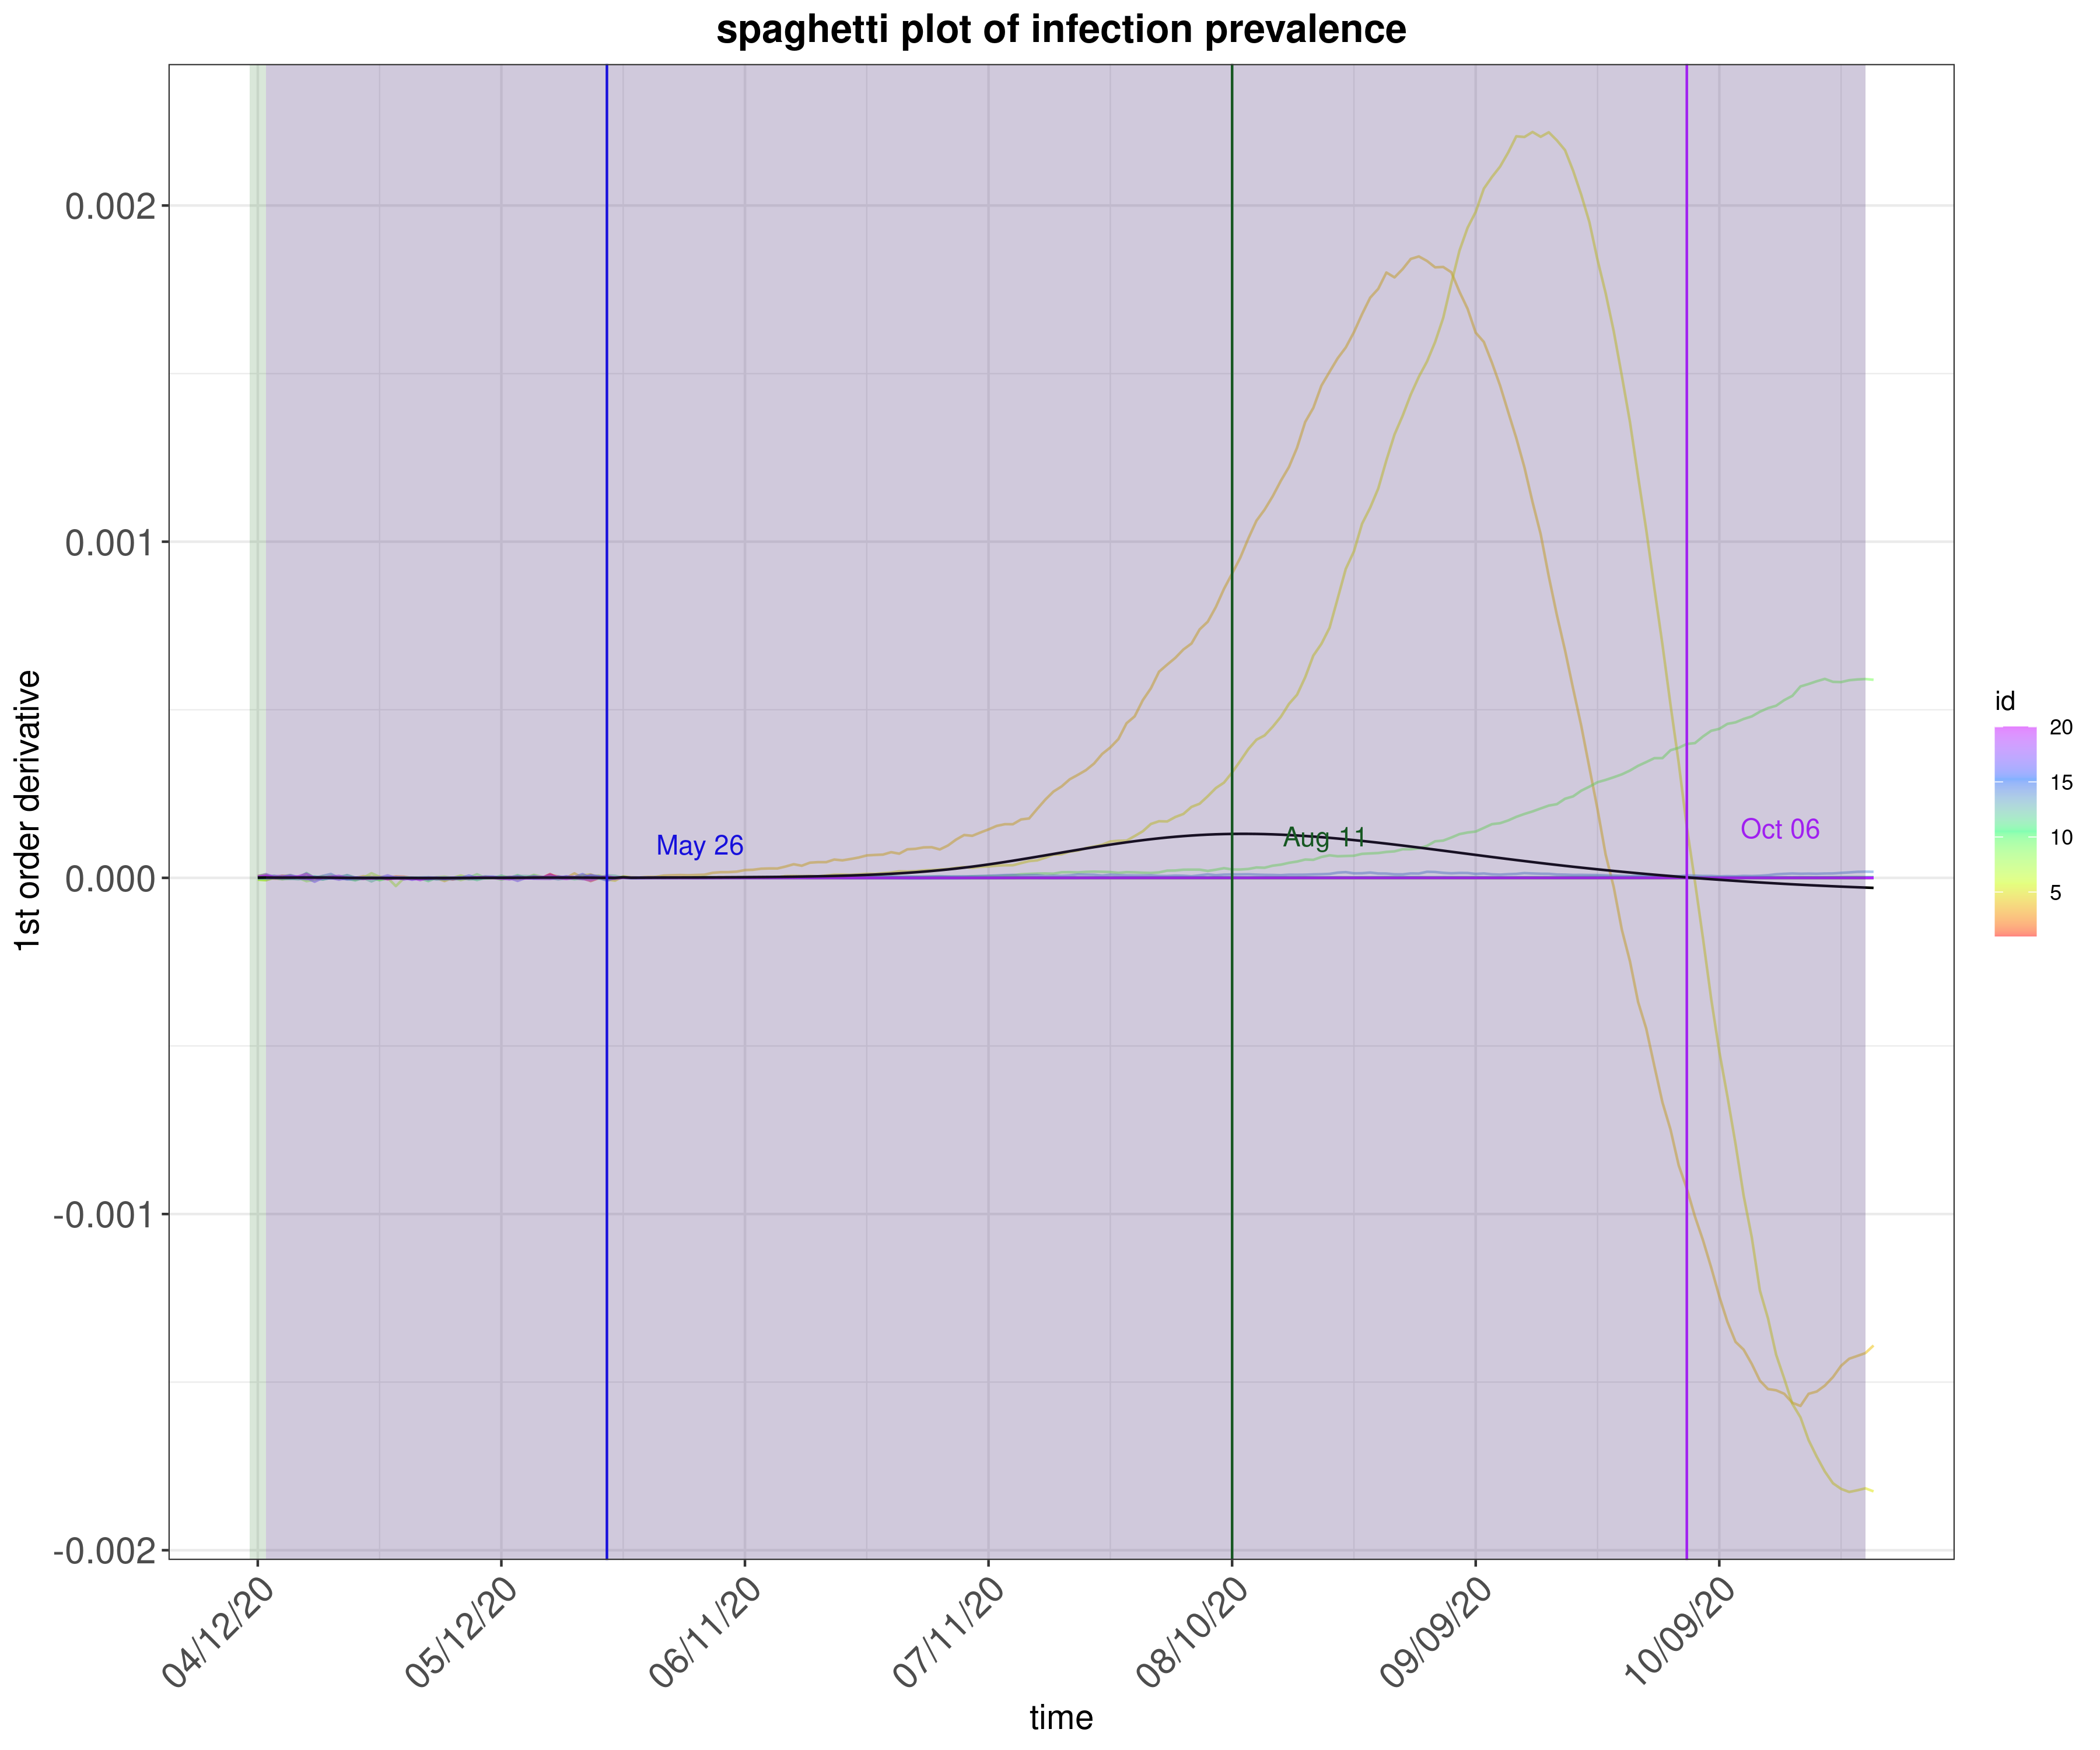 spaghetti plot of infection prevalence
1st order derivative
0.002
0.001
0.000
-0.001
-0.002
May 26
Aug 11
Oct 06
id
20
15
10
5
04/12/20
05/12/20
06/11/20
07/11/20
08/10/20
09/09/20
10/09/20
time